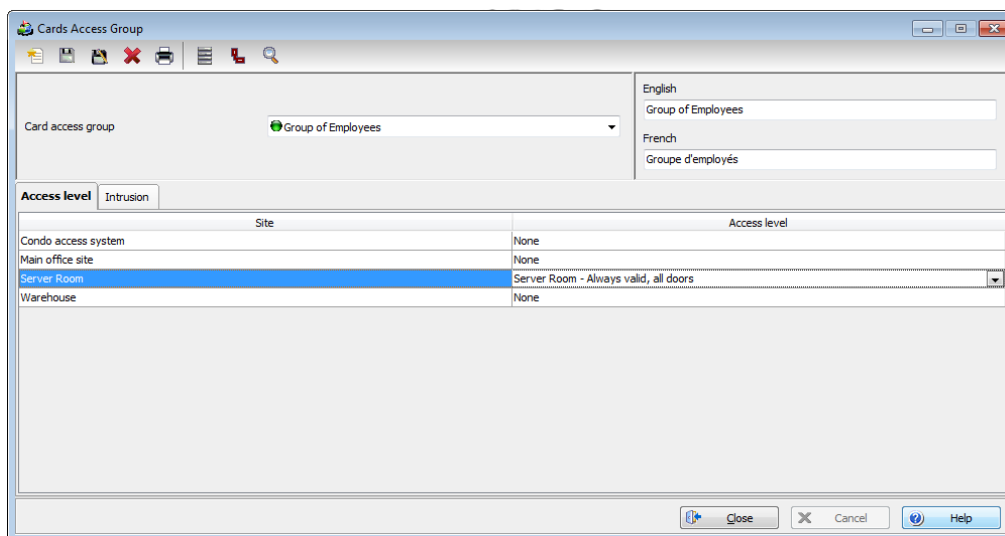 Cards Access Group
English
Group of Employees
Card access group
Group of Employees
French
Groupe d'employés
Access level
Intrusion
Site
Access level
Condo access system
None
Main office site
None
Server Room
Server Room - Always valid, all doors
Warehouse
None
Close
Cancel
Help